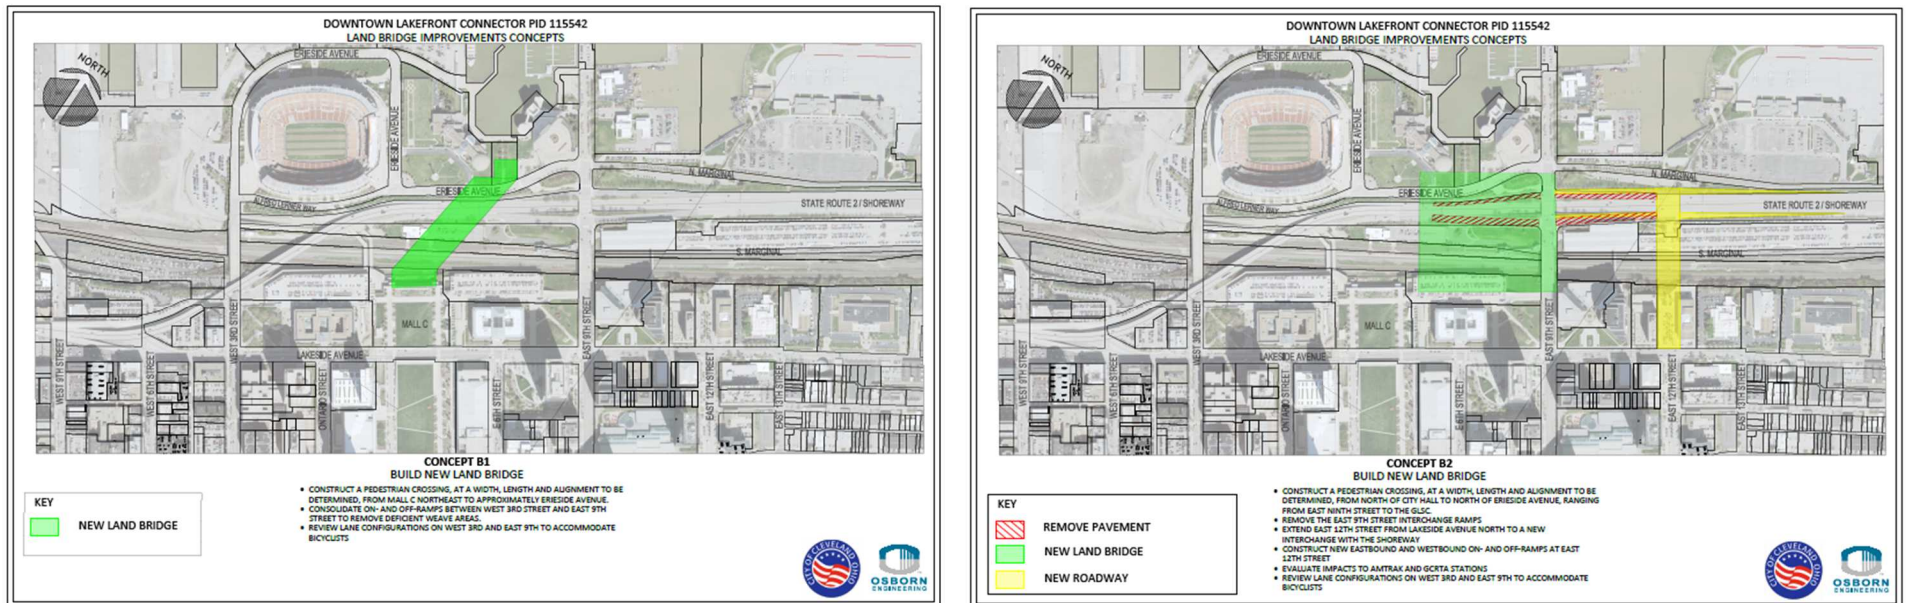 DOWNTOWN LAKEFRONT CONNECTOR PID 115542
LAND BRIDGE IMPROVEMENTS CONCEPTS
NORTH
ERIESIDE AVENUE
ERIESIDE AVENUE
N. MARGINAL
ERIESIDE AVENUE
ALFRED LERNER WAY
STATE ROUTE 2 / SHOREWAY
S. MARGINAL
WEST 3RD STREET
MALL C
EAST 9TH STREET
LAKESIDE AVENUE
WEST 9TH STREET
WEST 6TH STREET
ONTARIO STREET
E 6TH STREET
EAST 12TH STREET
EAST 13TH STREET
CONCEPT B1
BUILD NEW LAND BRIDGE
KEY
NEW LAND BRIDGE
• CONSTRUCT A PEDESTRIAN CROSSING, AT A WIDTH, LENGTH AND ALIGNMENT TO BE
DETERMINED, FROM MALL C NORTHEAST TO APPROXIMATELY ERIESIDE AVENUE.
• CONSOLIDATE ON- AND OFF-RAMPS BETWEEN WEST 3RD STREET AND EAST 9TH
STREET TO REMOVE DEFICIENT WEAVE AREAS.
• REVIEW LANE CONFIGURATIONS ON WEST 3RD AND EAST 9TH TO ACCOMMODATE
BICYCLISTS
CITY OF CLEVELAND OHIO
OSBORN
ENGINEERING
DOWNTOWN LAKEFRONT CONNECTOR PID 115542
LAND BRIDGE IMPROVEMENTS CONCEPTS
NORTH
ERIESIDE AVENUE
ERIESIDE AVENUE
N. MARGINAL
ERIESIDE AVENUE
ALFRED LERNER WAY
STATE ROUTE 2 / SHOREWAY
S. MARGINAL
WEST 3RD STREET
MALL C
EAST 9TH STREET
LAKESIDE AVENUE
WEST 9TH STREET
WEST 6TH STREET
ONTARIO STREET
E 6TH STREET
EAST 12TH STREET
EAST 13TH STREET
CONCEPT B2
BUILD NEW LAND BRIDGE
KEY
REMOVE PAVEMENT
NEW LAND BRIDGE
NEW ROADWAY
• CONSTRUCT A PEDESTRIAN CROSSING, AT A WIDTH, LENGTH AND ALIGNMENT TO BE
DETERMINED, FROM NORTH OF CITY HALL TO NORTH OF ERIESIDE AVENUE, RANGING
FROM EAST NINTH STREET TO THE GLSC.
• REMOVE THE EAST 9TH STREET INTERCHANGE RAMPS
• EXTEND EAST 12TH STREET FROM LAKESIDE AVENUE NORTH TO A NEW
INTERCHANGE WITH THE SHOREWAY
• CONSTRUCT NEW EASTBOUND AND WESTBOUND ON- AND OFF-RAMPS AT EAST
12TH STREET
• EVALUATE IMPACTS TO AMTRAK AND GCRTA STATIONS
• REVIEW LANE CONFIGURATIONS ON WEST 3RD AND EAST 9TH TO ACCOMMODATE
BICYCLISTS
CITY OF CLEVELAND OHIO
OSBORN
ENGINEERING